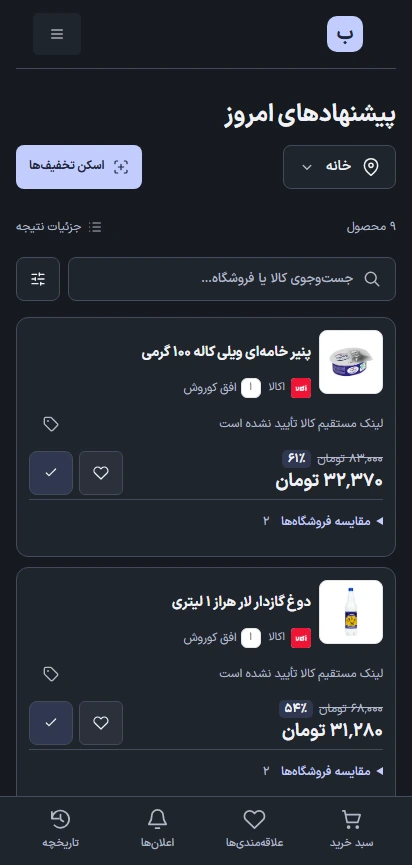 ب
پیشنهادهای امروز
خانه
اسکن تخفیف‌ها
۹ محصول
جزئیات نتیجه
جست‌وجوی کالا یا فروشگاه...
پنیر خامه‌ای ویلی کاله ۱۰۰ گرمی
اکالا
ا افق کوروش
لینک مستقیم کالا تأیید نشده است
۸۳,۰۰۰ تومان ۶۱٪
۳۲,۳۷۰ تومان
مقایسه فروشگاه‌ها ۲
دوغ گازدار لار هراز ۱ لیتری
اکالا
ا افق کوروش
لینک مستقیم کالا تأیید نشده است
۶۸,۰۰۰ تومان ۵۴٪
۳۱,۲۸۰ تومان
مقایسه فروشگاه‌ها ۲
سبد خرید
علاقه‌مندی‌ها
اعلان‌ها
تاریخچه